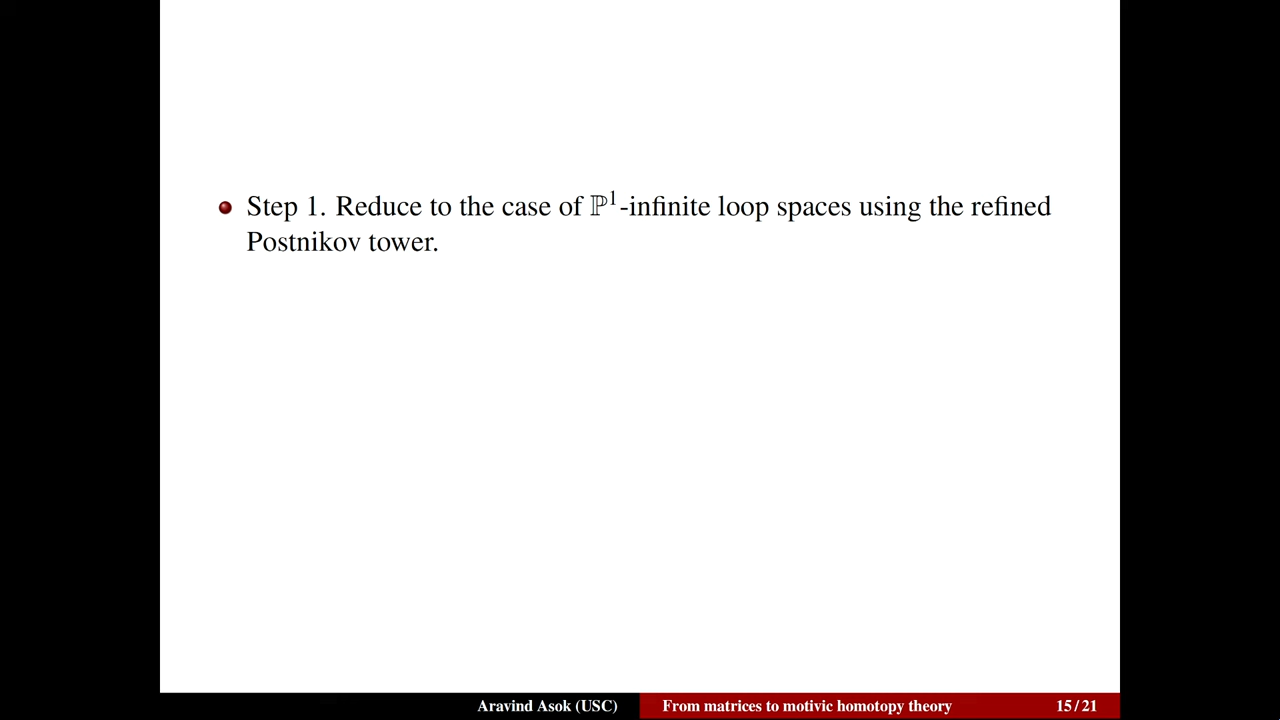 Step 1. Reduce to the case of ℙ¹-infinite loop spaces using the refined
Postnikov tower.
Aravind Asok (USC) From matrices to motivic homotopy theory 15 / 21